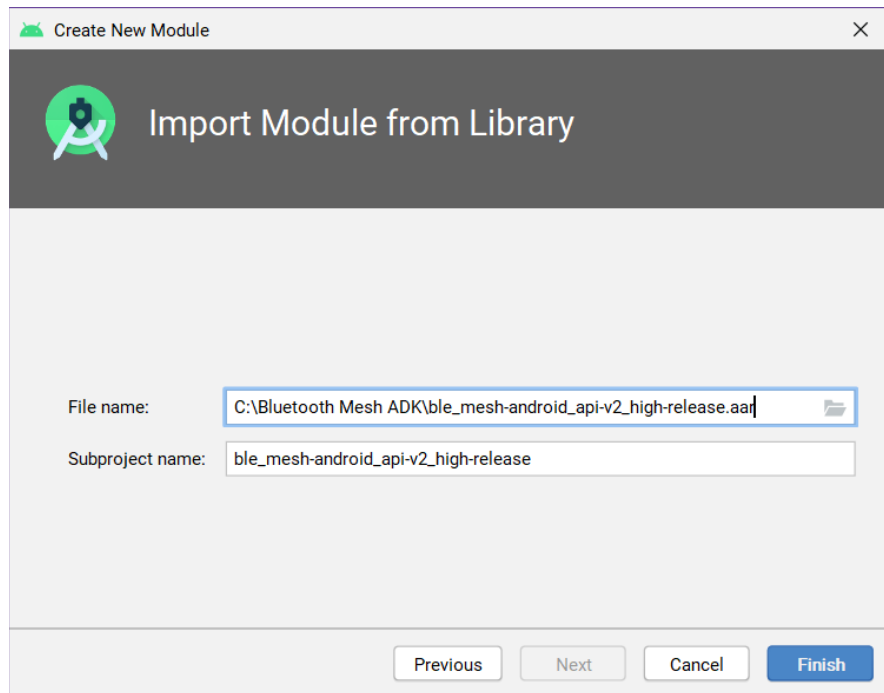 Create New Module
Import Module from Library
File name: C:\Bluetooth Mesh ADK\ble_mesh-android_api-v2_high-release.aar
Subproject name: ble_mesh-android_api-v2_high-release
Previous Next Cancel Finish